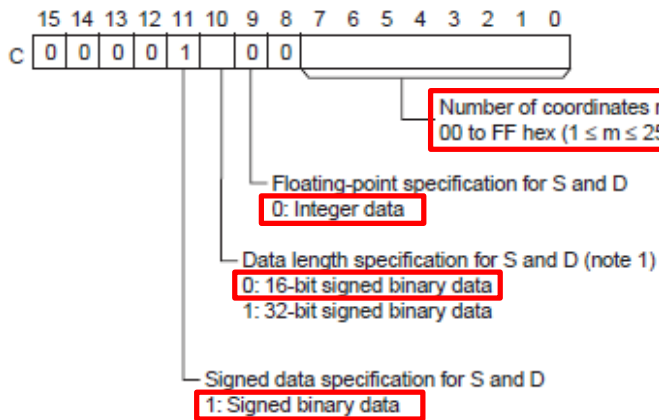 15 14 13 12 11 10 9 8 7 6 5 4 3 2 1 0
C 0 0 0 0 1 0 0
Number of coordinates
00 to FF hex (1 ≤ m ≤
Floating-point specification for S and D
0: Integer data
Data length specification for S and D (note 1)
0: 16-bit signed binary data
1: 32-bit signed binary data
Signed data specification for S and D
1: Signed binary data